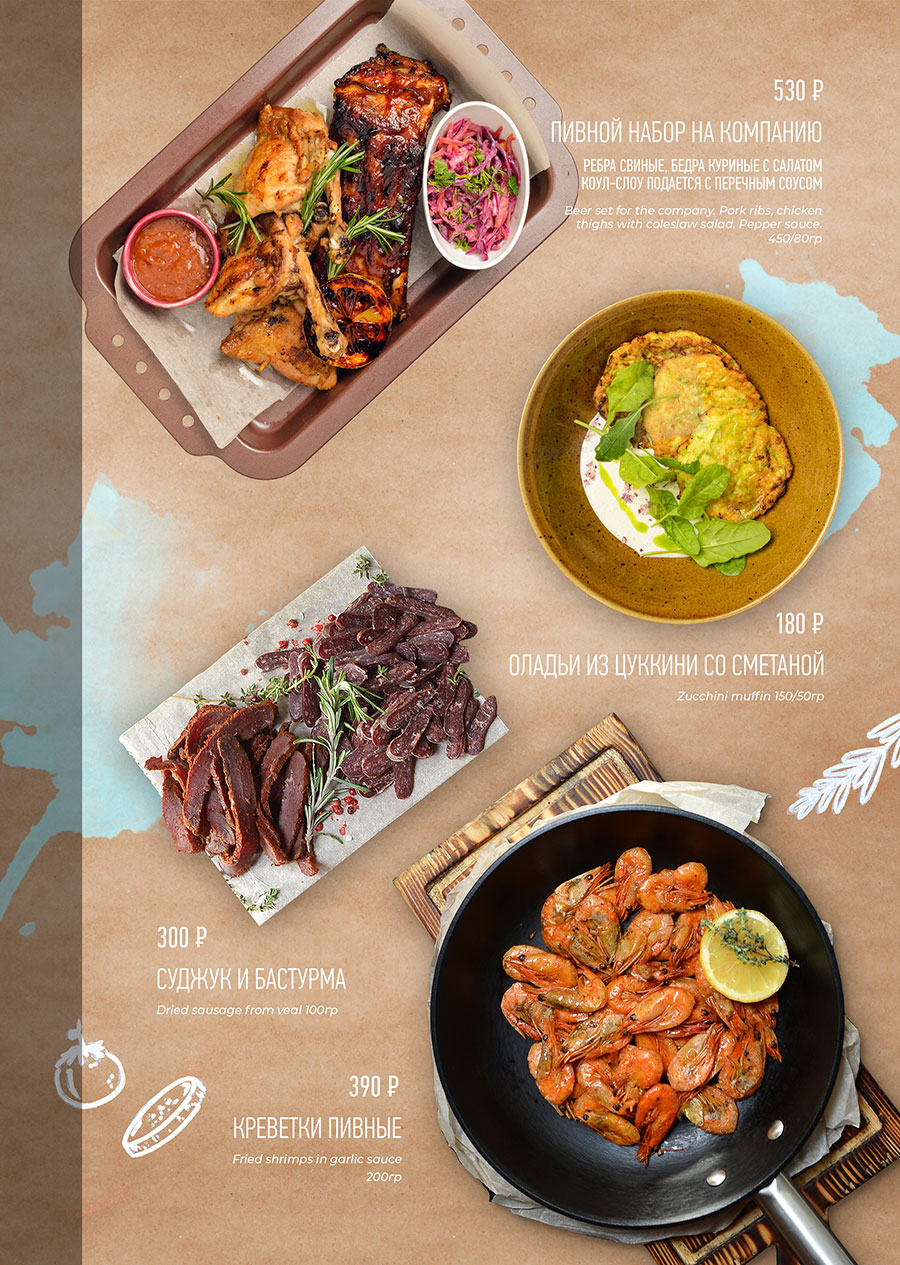 530 ₽
ПИВНОЙ НАБОР НА КОМПАНИЮ
РЕБРА СВИНЫЕ, БЕДРА КУРИНЫЕ С САЛАТОМ
КОУЛ-СЛОУ ПОДАЕТСЯ С ПЕРЕЧНЫМ СОУСОМ
Beer set for the company. Pork ribs, chicken
thighs with coleslaw salad. Pepper sauce.
450/80гр
180 ₽
ОЛАДЬИ ИЗ ЦУККИНИ СО СМЕТАНОЙ
Zucchini muffin 150/50гр
300 ₽
СУДЖУК И БАСТУРМА
Dried sausage from veal 100гр
390 ₽
КРЕВЕТКИ ПИВНЫЕ
Fried shrimps in garlic sauce
200гр